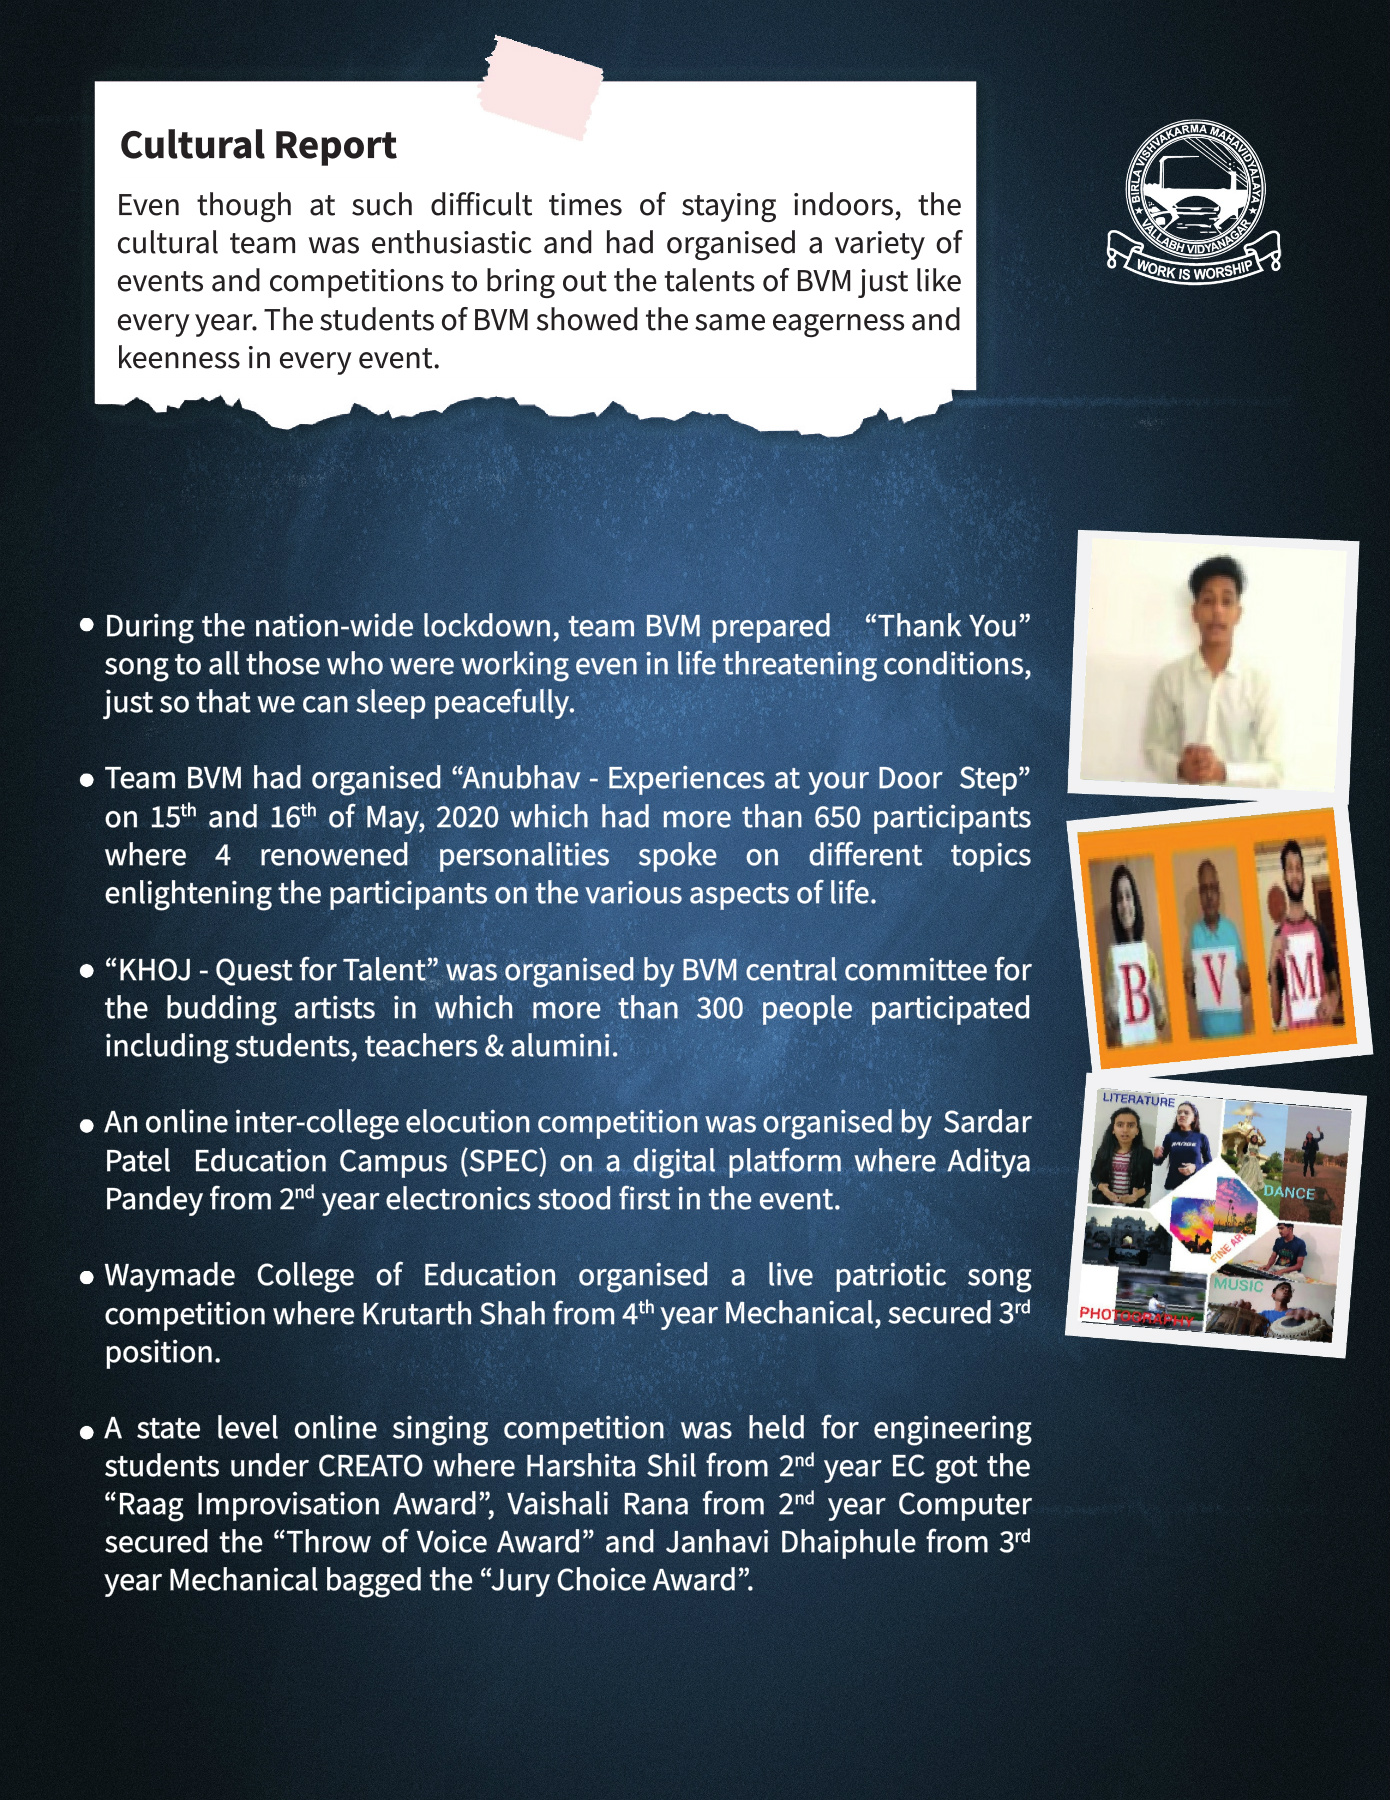 Cultural Report
Even though at such difficult times of staying indoors, the
cultural team was enthusiastic and had organised a variety of
events and competitions to bring out the talents of BVM just like
every year. The students of BVM showed the same eagerness and
keenness in every event.
BIRLA VISHVAKARMA MAHAVIDYALAYA
VALLABH VIDYANAGAR
WORK IS WORSHIP
During the nation-wide lockdown, team BVM prepared “Thank You”
song to all those who were working even in life threatening conditions,
just so that we can sleep peacefully.
Team BVM had organised “Anubhav - Experiences at your Door Step”
on 15th and 16th of May, 2020 which had more than 650 participants
where 4 renowened personalities spoke on different topics
enlightening the participants on the various aspects of life.
“KHOJ - Quest for Talent” was organised by BVM central committee for
the budding artists in which more than 300 people participated
including students, teachers & alumini.
An online inter-college elocution competition was organised by Sardar
Patel Education Campus (SPEC) on a digital platform where Aditya
Pandey from 2nd year electronics stood first in the event.
Waymade College of Education organised a live patriotic song
competition where Krutarth Shah from 4th year Mechanical, secured 3rd
position.
A state level online singing competition was held for engineering
students under CREATO where Harshita Shil from 2nd year EC got the
“Raag Improvisation Award”, Vaishali Rana from 2nd year Computer
secured the “Throw of Voice Award” and Janhavi Dhaiphule from 3rd
year Mechanical bagged the “Jury Choice Award”.
B V M
LITERATURE
DANCE
FINE AR
MUSIC
PHOTOGRAPHY